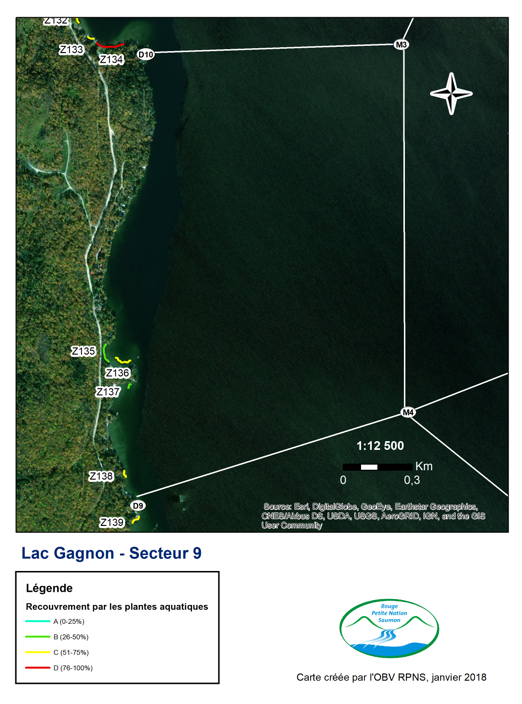 Z132
Z133
Z134
D10
M3
Z135
Z136
Z137
M4
1:12 500
Km
0 0,3
Z138
D9
Z139
Source: Esri, DigitalGlobe, GeoEye, Earthstar Geographics,
CNES/Airbus DS, USDA, USGS, AeroGRID, IGN, and the GIS
User Community
Lac Gagnon - Secteur 9
Légende
Recouvrement par les plantes aquatiques
A (0-25%)
B (26-50%)
C (51-75%)
D (76-100%)
Rouge
Petite Nation
Saumon
Carte créée par l'OBV RPNS, janvier 2018